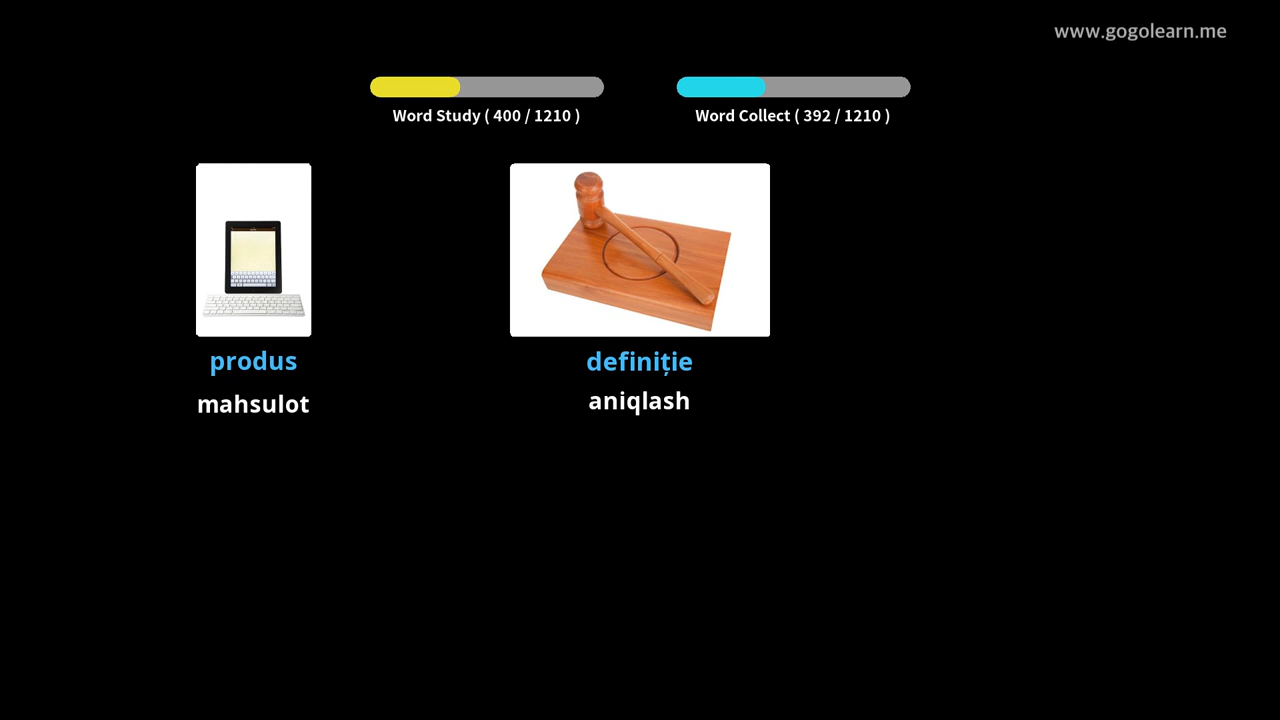 www.gogolearn.me
Word Study ( 400 / 1210 )
Word Collect ( 392 / 1210 )
produs
definiție
mahsulot
aniqlash